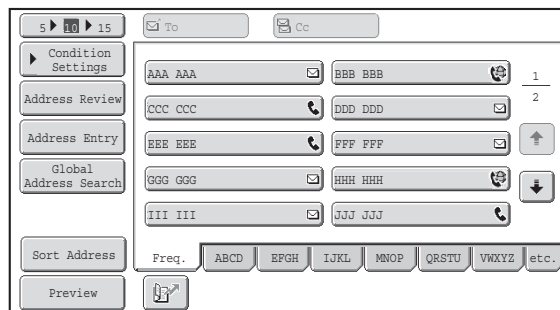 5 10 15
To
Cc
Condition
Settings
Address Review
Address Entry
Global
Address Search
Sort Address
Preview
AAA AAA
BBB BBB
CCC CCC
DDD DDD
EEE EEE
FFF FFF
GGG GGG
HHH HHH
III III
JJJ JJJ
1
2
Freq.
ABCD
EFGH
IJKL
MNOP
QRSTU
VWXYZ
etc.